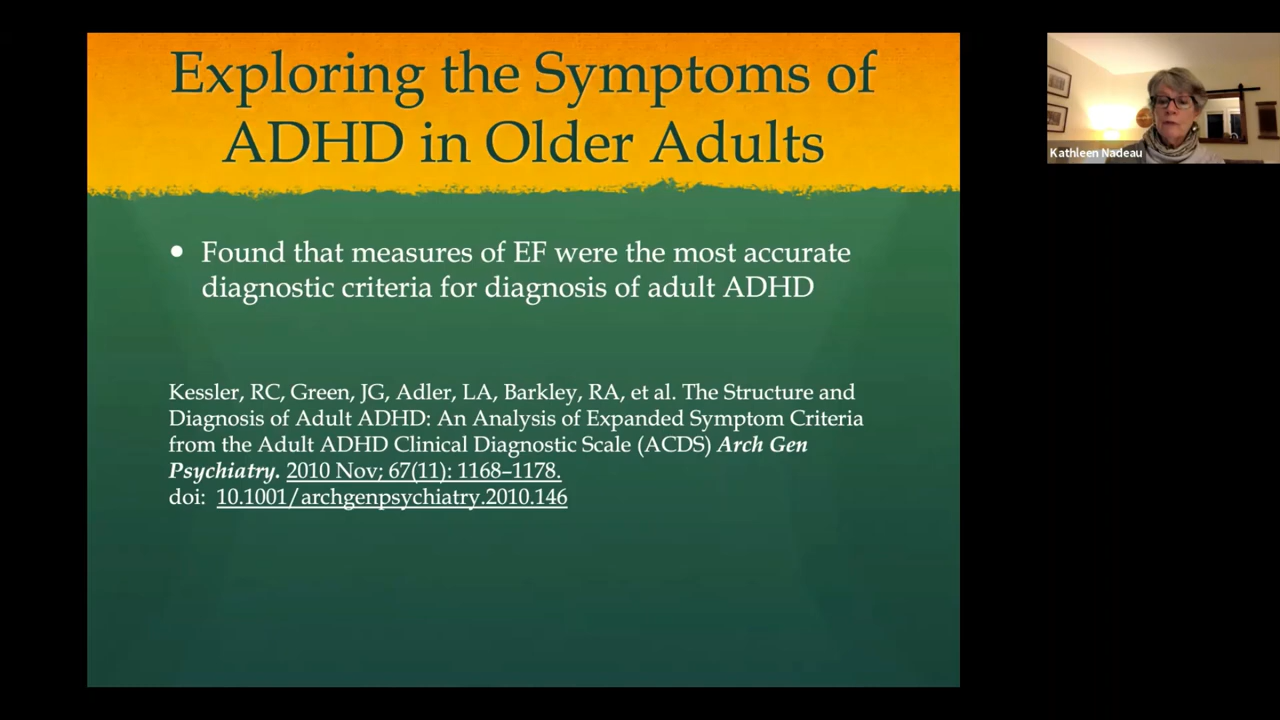 Exploring the Symptoms of
ADHD in Older Adults
• Found that measures of EF were the most accurate
diagnostic criteria for diagnosis of adult ADHD
Kessler, RC, Green, JG, Adler, LA, Barkley, RA, et al. The Structure and
Diagnosis of Adult ADHD: An Analysis of Expanded Symptom Criteria
from the Adult ADHD Clinical Diagnostic Scale (ACDS) Arch Gen
Psychiatry. 2010 Nov; 67(11): 1168–1178.
doi: 10.1001/archgenpsychiatry.2010.146
Kathleen Nadeau